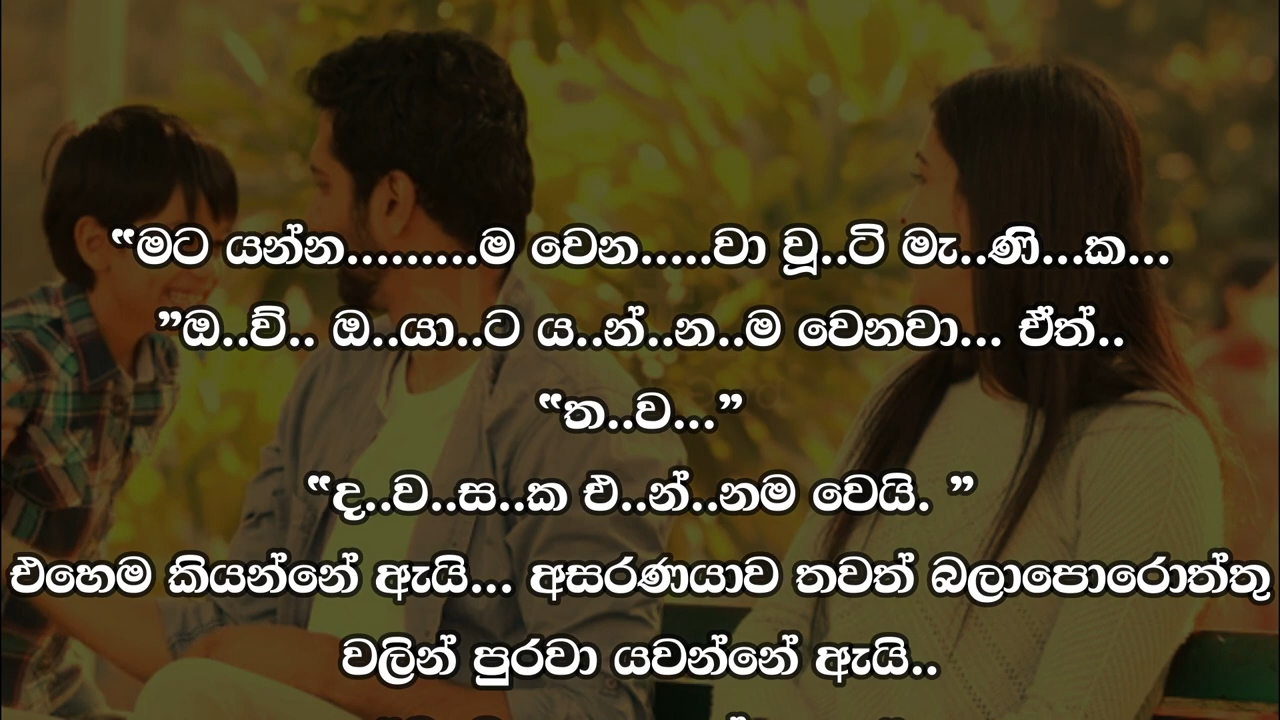 “මට යන්න.........ම වෙන.....වා වූ..ටි මැ..ණි...ක...
”ඔ..ව්.. ඔ..යා..ට ය..න්..න..ම වෙනවා... ඒත්..
“ත..ව...”
“ද..ව..ස..ක එ..න්..නම වෙයි. ”
එහෙම කියන්නේ ඇයි... අසරණයාව තවත් බලාපොරොත්තු
වලින් පුරවා යවන්නේ ඇයි..